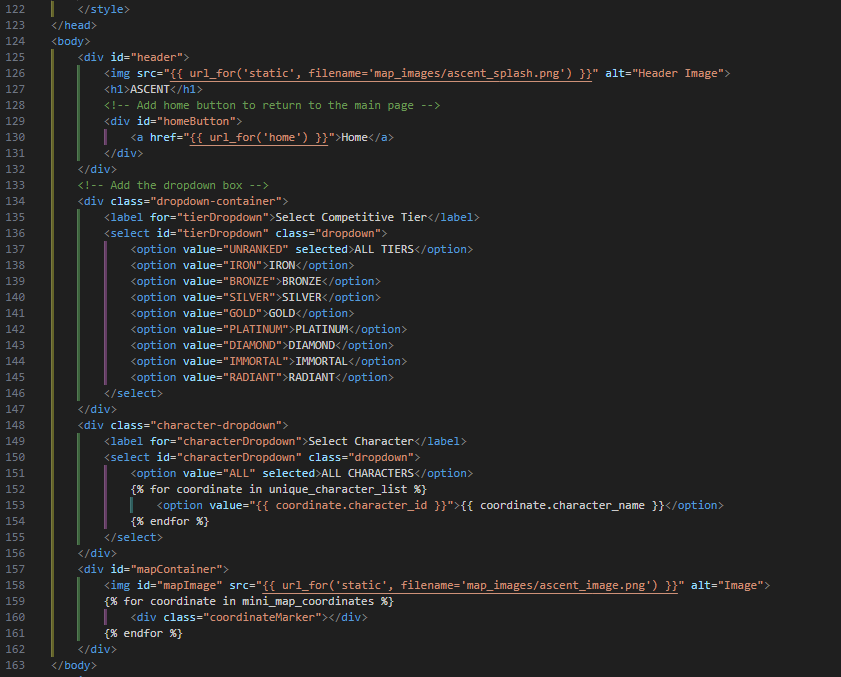 122 </style>
123 </head>
124 <body>
125 <div id="header">
126 <img src="{{ url_for('static', filename='map_images/ascent_splash.png') }}" alt="Header Image">
127 <h1>ASCENT</h1>
128 <!-- Add home button to return to the main page -->
129 <div id="homeButton">
130 <a href="{{ url_for('home') }}">Home</a>
131 </div>
132 </div>
133 <!-- Add the dropdown box -->
134 <div class="dropdown-container">
135 <label for="tierDropdown">Select Competitive Tier</label>
136 <select id="tierDropdown" class="dropdown">
137 <option value="UNRANKED" selected>ALL TIERS</option>
138 <option value="IRON">IRON</option>
139 <option value="BRONZE">BRONZE</option>
140 <option value="SILVER">SILVER</option>
141 <option value="GOLD">GOLD</option>
142 <option value="PLATINUM">PLATINUM</option>
143 <option value="DIAMOND">DIAMOND</option>
144 <option value="IMMORTAL">IMMORTAL</option>
145 <option value="RADIANT">RADIANT</option>
146 </select>
147 </div>
148 <div class="character-dropdown">
149 <label for="characterDropdown">Select Character</label>
150 <select id="characterDropdown" class="dropdown">
151 <option value="ALL" selected>ALL CHARACTERS</option>
152 {% for coordinate in unique_character_list %}
153 <option value="{{ coordinate.character_id }}">{{ coordinate.character_name }}</option>
154 {% endfor %}
155 </select>
156 </div>
157 <div id="mapContainer">
158 <img id="mapImage" src="{{ url_for('static', filename='map_images/ascent_image.png') }}" alt="Image">
159 {% for coordinate in mini_map_coordinates %}
160 <div class="coordinateMarker"></div>
161 {% endfor %}
162 </div>
163 </body>